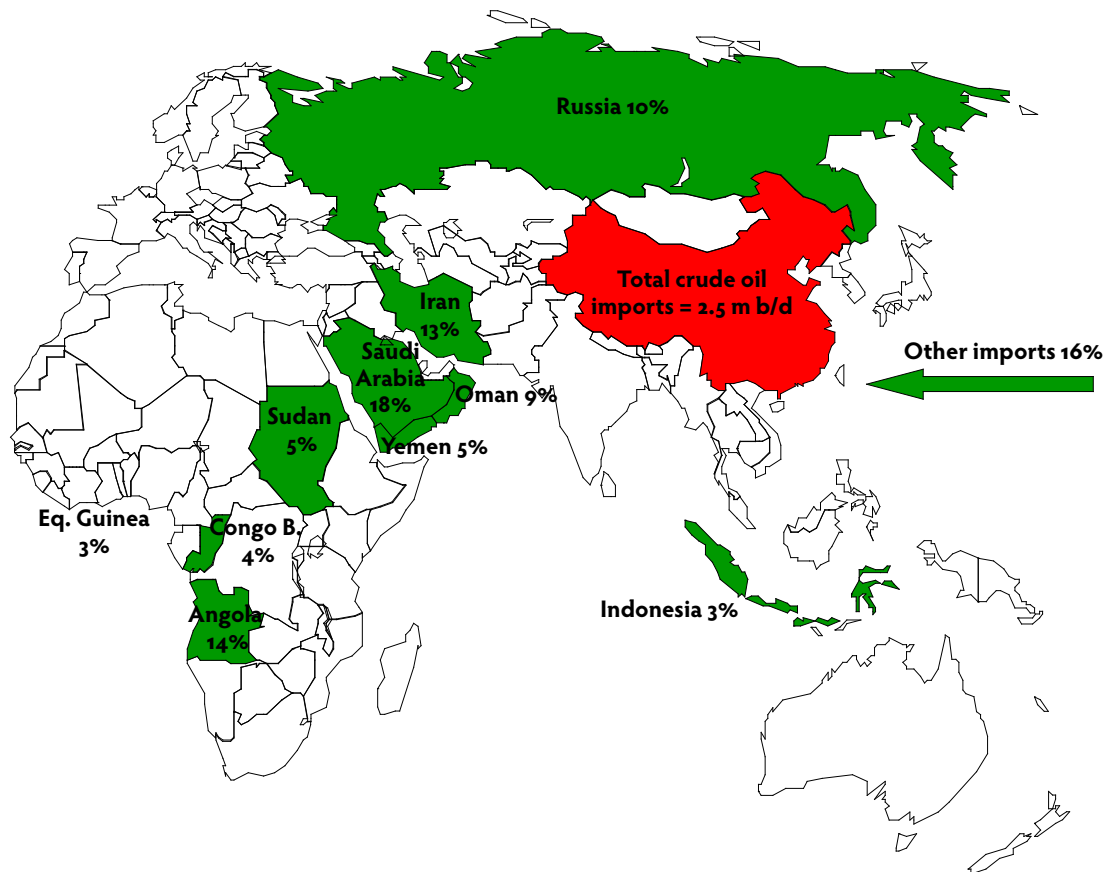 Russia 10%
Total crude oil
imports = 2.5 m b/d
Iran
13%
Other imports 16%
Saudi
Arabia
18%
Oman 9%
Sudan
5%
Yemen 5%
Eq. Guinea
3%
Congo B.
4%
Angola
14%
Indonesia 3%